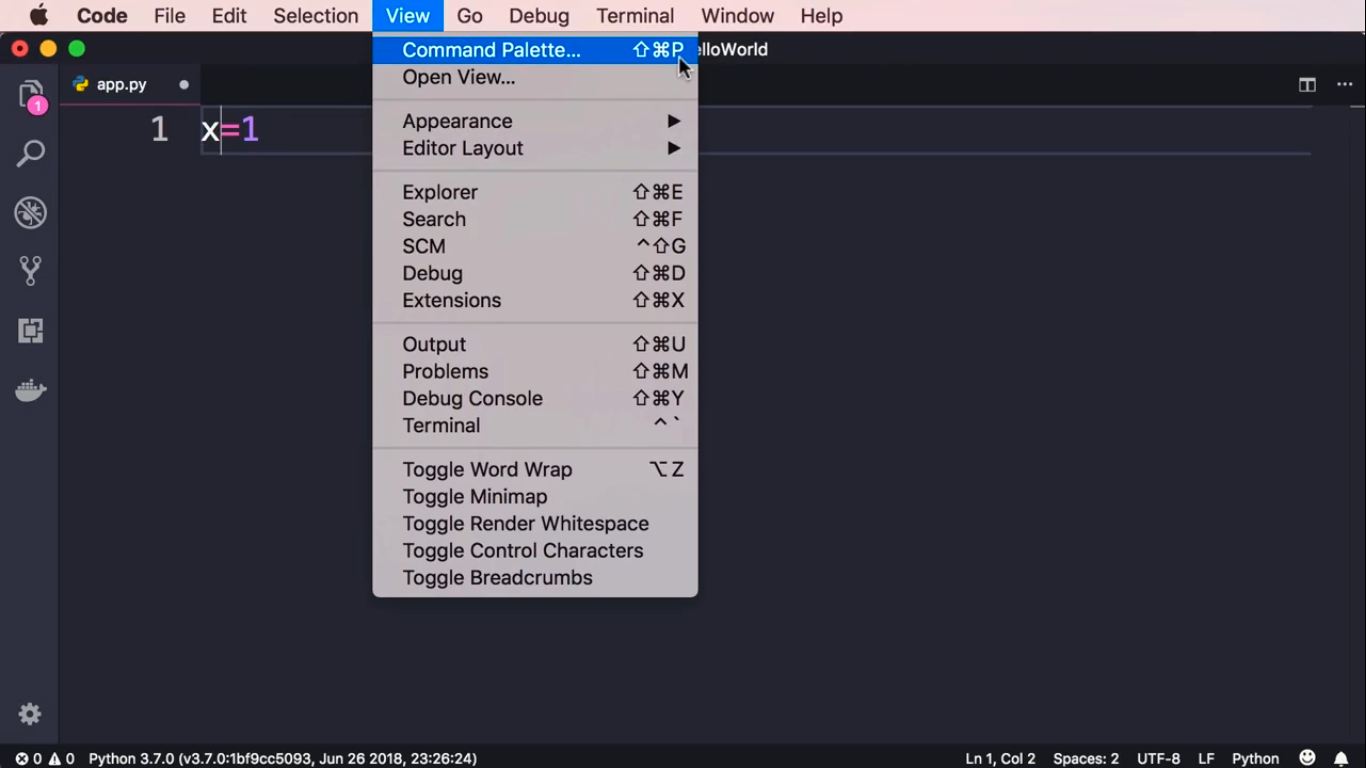 Code File Edit Selection View Go Debug Terminal Window Help
Command Palette... ⇧⌘P
lloWorld
Open View...
app.py
1
1 x=1
Appearance
Editor Layout
Explorer ⇧⌘E
Search ⇧⌘F
SCM ^⇧G
Debug ⇧⌘D
Extensions ⇧⌘X
Output ⇧⌘U
Problems ⇧⌘M
Debug Console ⇧⌘Y
Terminal ^`
Toggle Word Wrap ⌥Z
Toggle Minimap
Toggle Render Whitespace
Toggle Control Characters
Toggle Breadcrumbs
0 0 Python 3.7.0 (v3.7.0:1bf9cc5093, Jun 26 2018, 23:26:24) Ln 1, Col 2 Spaces: 2 UTF-8 LF Python